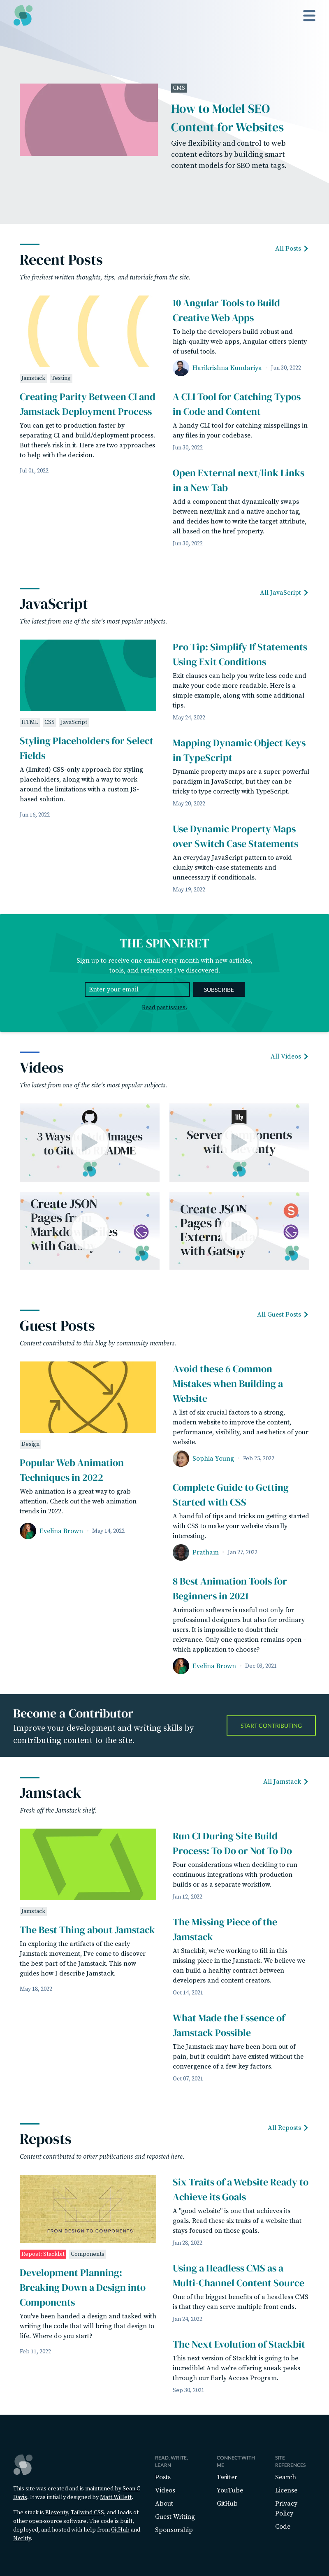 CMS
How to Model SEO
Content for Websites
Give flexibility and control to web
content editors by building smart
content models for SEO meta tags.
All Posts
Recent Posts
The freshest written thoughts, tips, and tutorials from the site.
Jamstack Testing
Creating Parity Between CI and
Jamstack Deployment Process
You can get to production faster by
separating CI and build/deployment process.
But there's risk in it. Here are two approaches
to help with the decision.
Jul 01, 2022
10 Angular Tools to Build
Creative Web Apps
To help the developers build robust and
high-quality web apps, Angular offers plenty
of useful tools.
Harikrishna Kundariya Jun 30, 2022
A CLI Tool for Catching Typos
in Code and Content
A handy CLI tool for catching misspellings in
any files in your codebase.
Jun 30, 2022
Open External next/link Links
in a New Tab
Add a component that dynamically swaps
between next/link and a native anchor tag,
and decides how to write the target attribute,
all based on the href property.
Jun 30, 2022
All JavaScript
JavaScript
The latest from one of the site's most popular subjects.
HTML CSS JavaScript
Styling Placeholders for Select
Fields
A (limited) CSS-only approach for styling
placeholders, along with a way to work
around the limitations with a custom JS-
based solution.
Jun 16, 2022
Pro Tip: Simplify If Statements
Using Exit Conditions
Exit clauses can help you write less code and
make your code more readable. Here is a
simple example, along with some additional
tips.
May 24, 2022
Mapping Dynamic Object Keys
in TypeScript
Dynamic property maps are a super powerful
paradigm in JavaScript, but they can be
tricky to type correctly with TypeScript.
May 20, 2022
Use Dynamic Property Maps
over Switch Case Statements
An everyday JavaScript pattern to avoid
clunky switch-case statements and
unnecessary if conditionals.
May 19, 2022
THE SPINNERET
Sign up to receive one email every month with new articles,
tools, and references I've discovered.
Enter your email
SUBSCRIBE
Read past issues.
All Videos
Videos
The latest from one of the site's most popular subjects.
Create JSON
Pages from
with Gatsby
Create JSON
Pages from
with Gatsby
All Guest Posts
Guest Posts
Content contributed to this blog by community members.
Design
Popular Web Animation
Techniques in 2022
Web animation is a great way to grab
attention. Check out the web animation
trends in 2022.
Evelina Brown May 14, 2022
Avoid these 6 Common
Mistakes when Building a
Website
A list of six crucial factors to a strong,
modern website to improve the content,
performance, visibility, and aesthetics of your
website.
Sophia Young Feb 25, 2022
Complete Guide to Getting
Started with CSS
A handful of tips and tricks on getting started
with CSS to make your website visually
interesting.
Pratham Jan 27, 2022
8 Best Animation Tools for
Beginners in 2021
Animation software is useful not only for
professional designers but also for ordinary
users. It is impossible to doubt their
relevance. Only one question remains open –
which application to choose?
Evelina Brown Dec 03, 2021
Become a Contributor
Improve your development and writing skills by
contributing content to the site.
START CONTRIBUTING
All Jamstack
Jamstack
Fresh off the Jamstack shelf.
Jamstack
The Best Thing about Jamstack
In exploring the artifacts of the early
Jamstack movement, I've come to discover
the best part of the Jamstack. This now
guides how I describe Jamstack.
May 18, 2022
Run CI During Site Build
Process: To Do or Not To Do
Four considerations when deciding to run
continuous integrations with production
builds or as a separate workflow.
Jan 12, 2022
The Missing Piece of the
Jamstack
At Stackbit, we're working to fill in this
missing piece in the Jamstack. We believe we
can build a healthy contract between
developers and content creators.
Oct 14, 2021
What Made the Essence of
Jamstack Possible
The Jamstack may have been born out of
pain, but it couldn't have existed without the
convergence of a few key factors.
Oct 07, 2021
All Reposts
Reposts
Content contributed to other publications and reposted here.
FROM DESIGN TO COMPONENTS
Repost: Stackbit Components
Development Planning:
Breaking Down a Design into
Components
You've been handed a design and tasked with
writing the code that will bring that design to
life. Where do you start?
Feb 11, 2022
Six Traits of a Website Ready to
Achieve its Goals
A "good website" is one that achieves its
goals. Read these six traits of a website that
stays focused on those goals.
Jan 28, 2022
Using a Headless CMS as a
Multi-Channel Content Source
One of the biggest benefits of a headless CMS
is that they can serve multiple front ends.
Jan 24, 2022
The Next Evolution of Stackbit
This next version of Stackbit is going to be
incredible! And we're offering sneak peeks
through our Early Access Program.
Sep 30, 2021
This site was created and is maintained by Sean C
Davis. It was initially designed by Matt Willett.
The stack is Eleventy, Tailwind CSS, and loads of
other open-source software. The code is built,
deployed, and hosted with help from GitHub and
Netlify.
READ, WRITE,
LEARN
Posts
Videos
About
Guest Writing
Sponsorship
CONNECT WITH
ME
Twitter
YouTube
GitHub
SITE
REFERENCES
Search
License
Privacy
Policy
Code